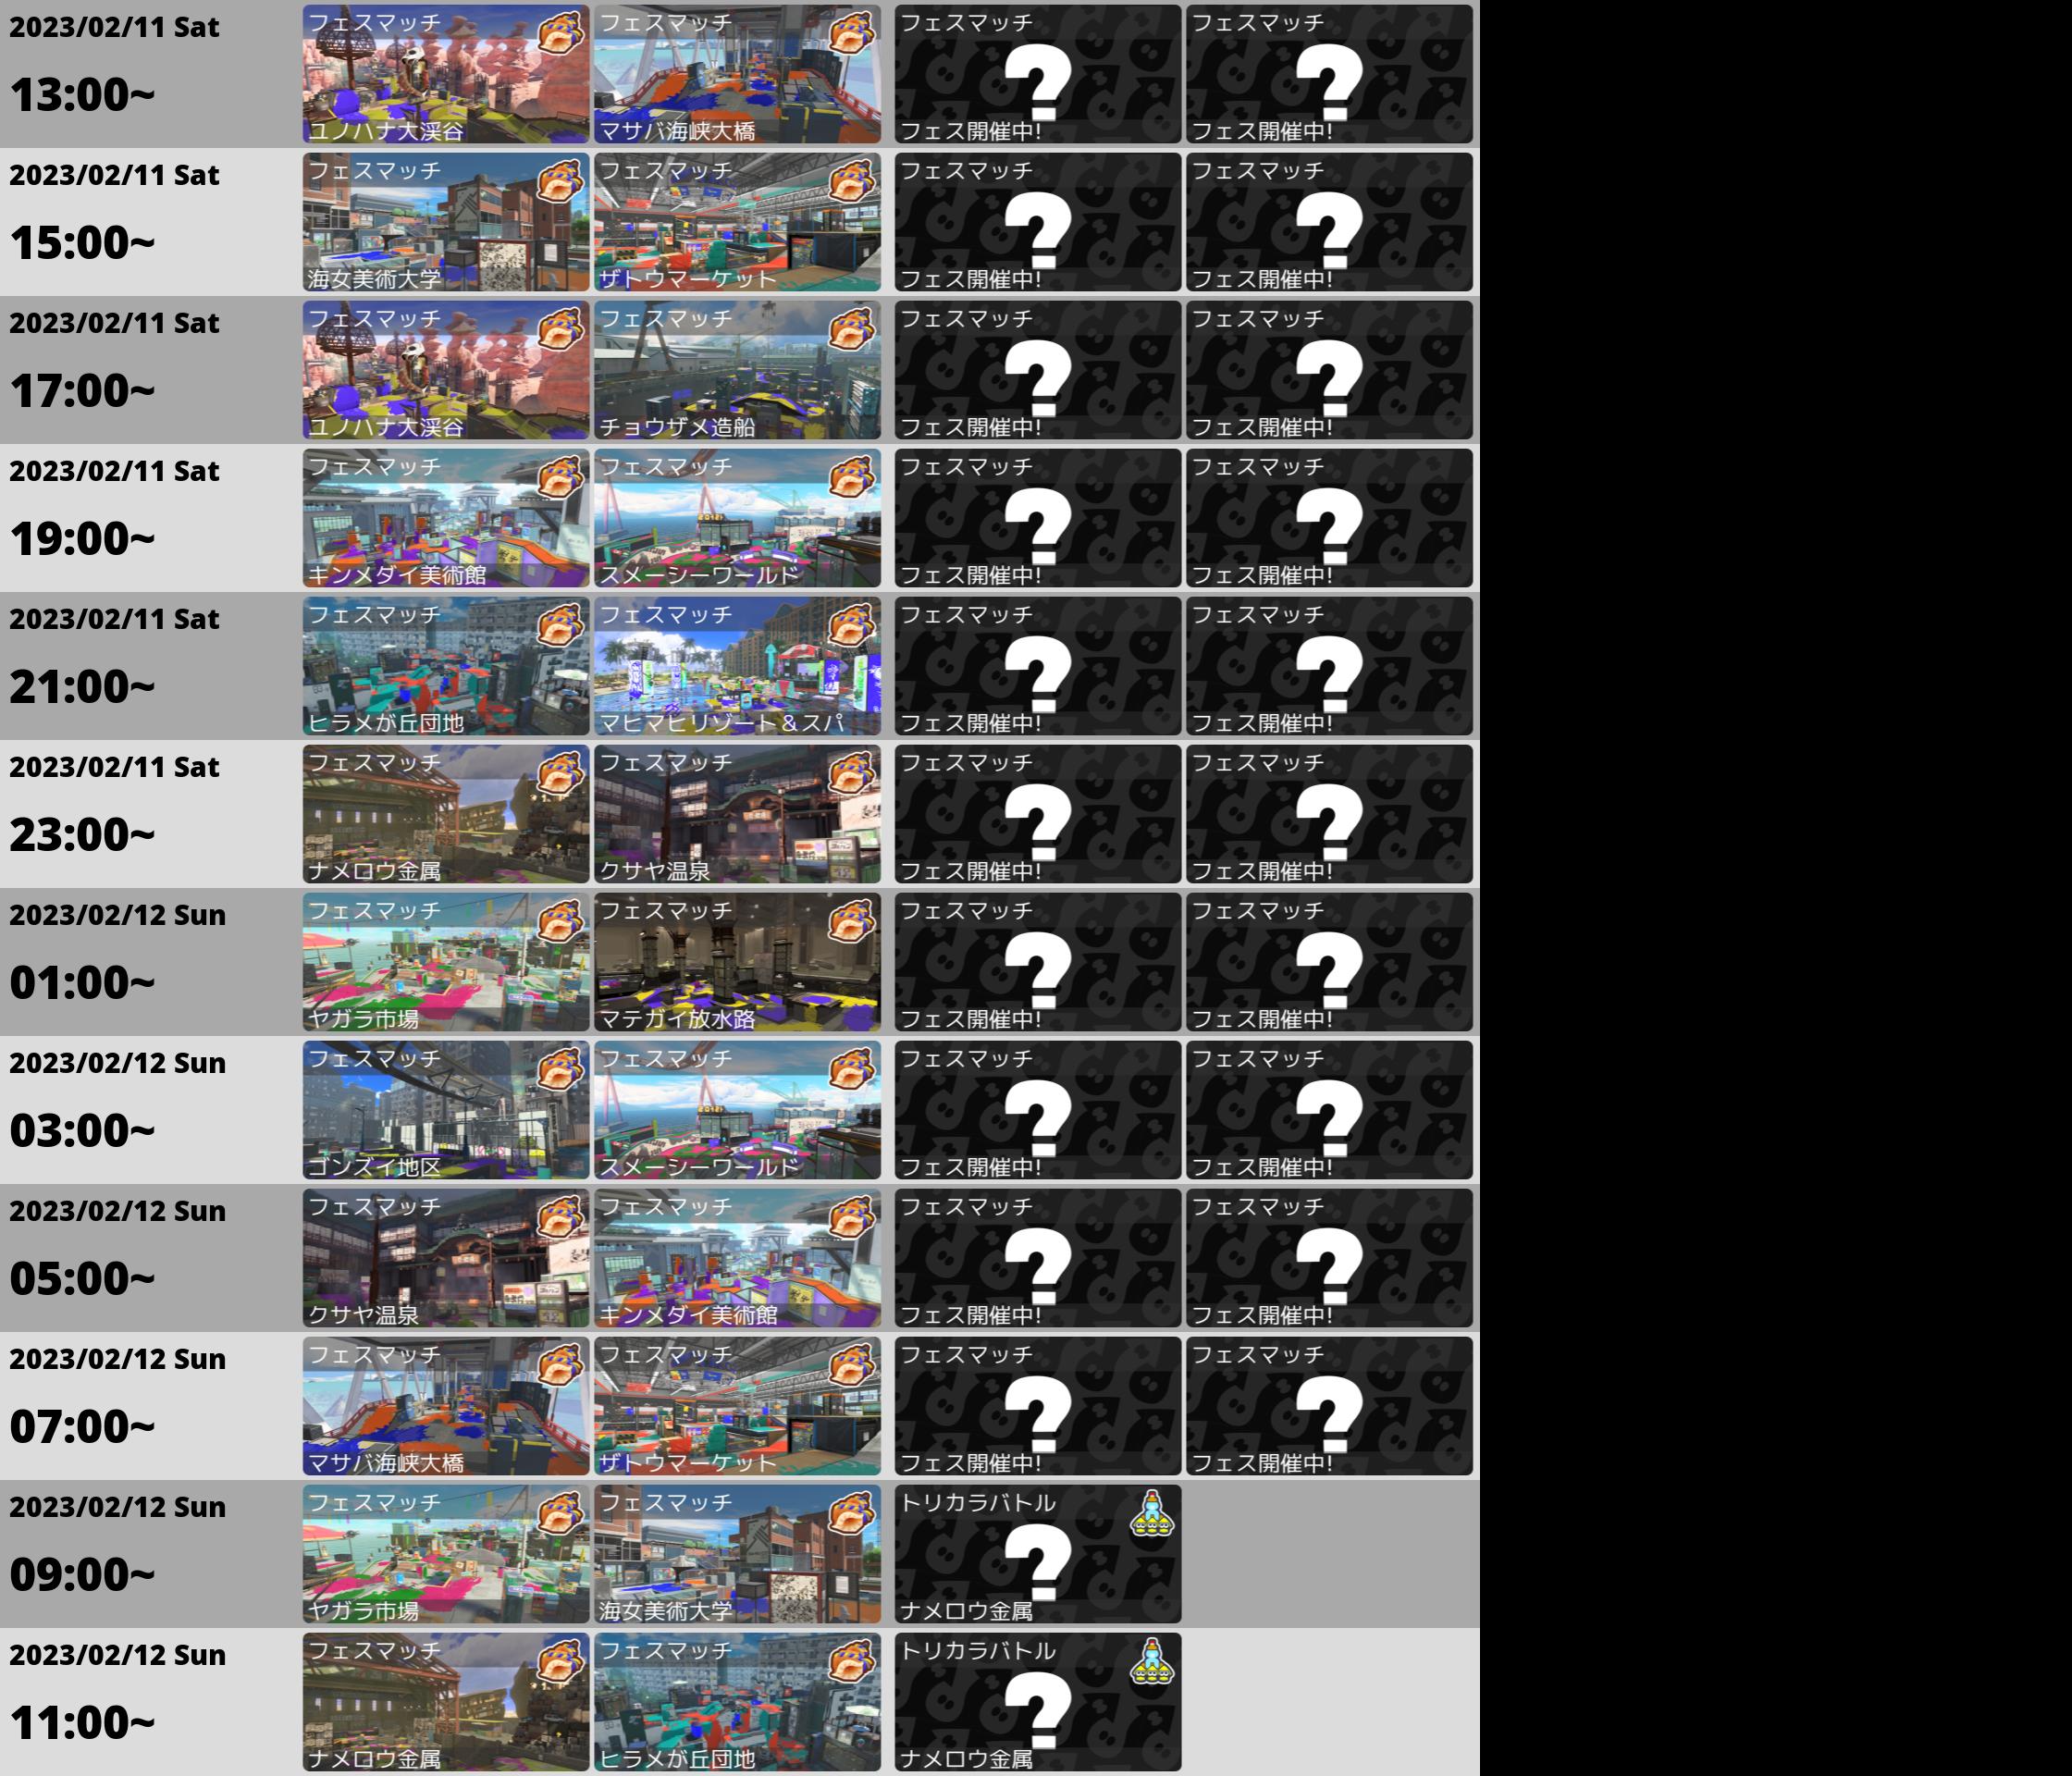 2023/02/11 Sat
13:00~
フェスマッチ
ユノハナ大渓谷
フェスマッチ
マサバ海峡大橋
フェスマッチ
?
フェス開催中!
フェスマッチ
?
フェス開催中!
2023/02/11 Sat
15:00~
フェスマッチ
海女美術大学
フェスマッチ
ザトウマーケット
フェスマッチ
?
フェス開催中!
フェスマッチ
?
フェス開催中!
2023/02/11 Sat
17:00~
フェスマッチ
ユノハナ大渓谷
フェスマッチ
チョウザメ造船
フェスマッチ
?
フェス開催中!
フェスマッチ
?
フェス開催中!
2023/02/11 Sat
19:00~
フェスマッチ
キンメダイ美術館
フェスマッチ
スメーシーワールド
フェスマッチ
?
フェス開催中!
フェスマッチ
?
フェス開催中!
2023/02/11 Sat
21:00~
フェスマッチ
ヒラメが丘団地
フェスマッチ
マヒマヒリゾート＆スパ
フェスマッチ
?
フェス開催中!
フェスマッチ
?
フェス開催中!
2023/02/11 Sat
23:00~
フェスマッチ
ナメロウ金属
フェスマッチ
クサヤ温泉
フェスマッチ
?
フェス開催中!
フェスマッチ
?
フェス開催中!
2023/02/12 Sun
01:00~
フェスマッチ
ヤガラ市場
フェスマッチ
マテガイ放水路
フェスマッチ
?
フェス開催中!
フェスマッチ
?
フェス開催中!
2023/02/12 Sun
03:00~
フェスマッチ
ゴンズイ地区
フェスマッチ
スメーシーワールド
フェスマッチ
?
フェス開催中!
フェスマッチ
?
フェス開催中!
2023/02/12 Sun
05:00~
フェスマッチ
クサヤ温泉
フェスマッチ
キンメダイ美術館
フェスマッチ
?
フェス開催中!
フェスマッチ
?
フェス開催中!
2023/02/12 Sun
07:00~
フェスマッチ
マサバ海峡大橋
フェスマッチ
ザトウマーケット
フェスマッチ
?
フェス開催中!
フェスマッチ
?
フェス開催中!
2023/02/12 Sun
09:00~
フェスマッチ
ヤガラ市場
フェスマッチ
海女美術大学
トリカラバトル
?
ナメロウ金属
2023/02/12 Sun
11:00~
フェスマッチ
ナメロウ金属
フェスマッチ
ヒラメが丘団地
トリカラバトル
?
ナメロウ金属